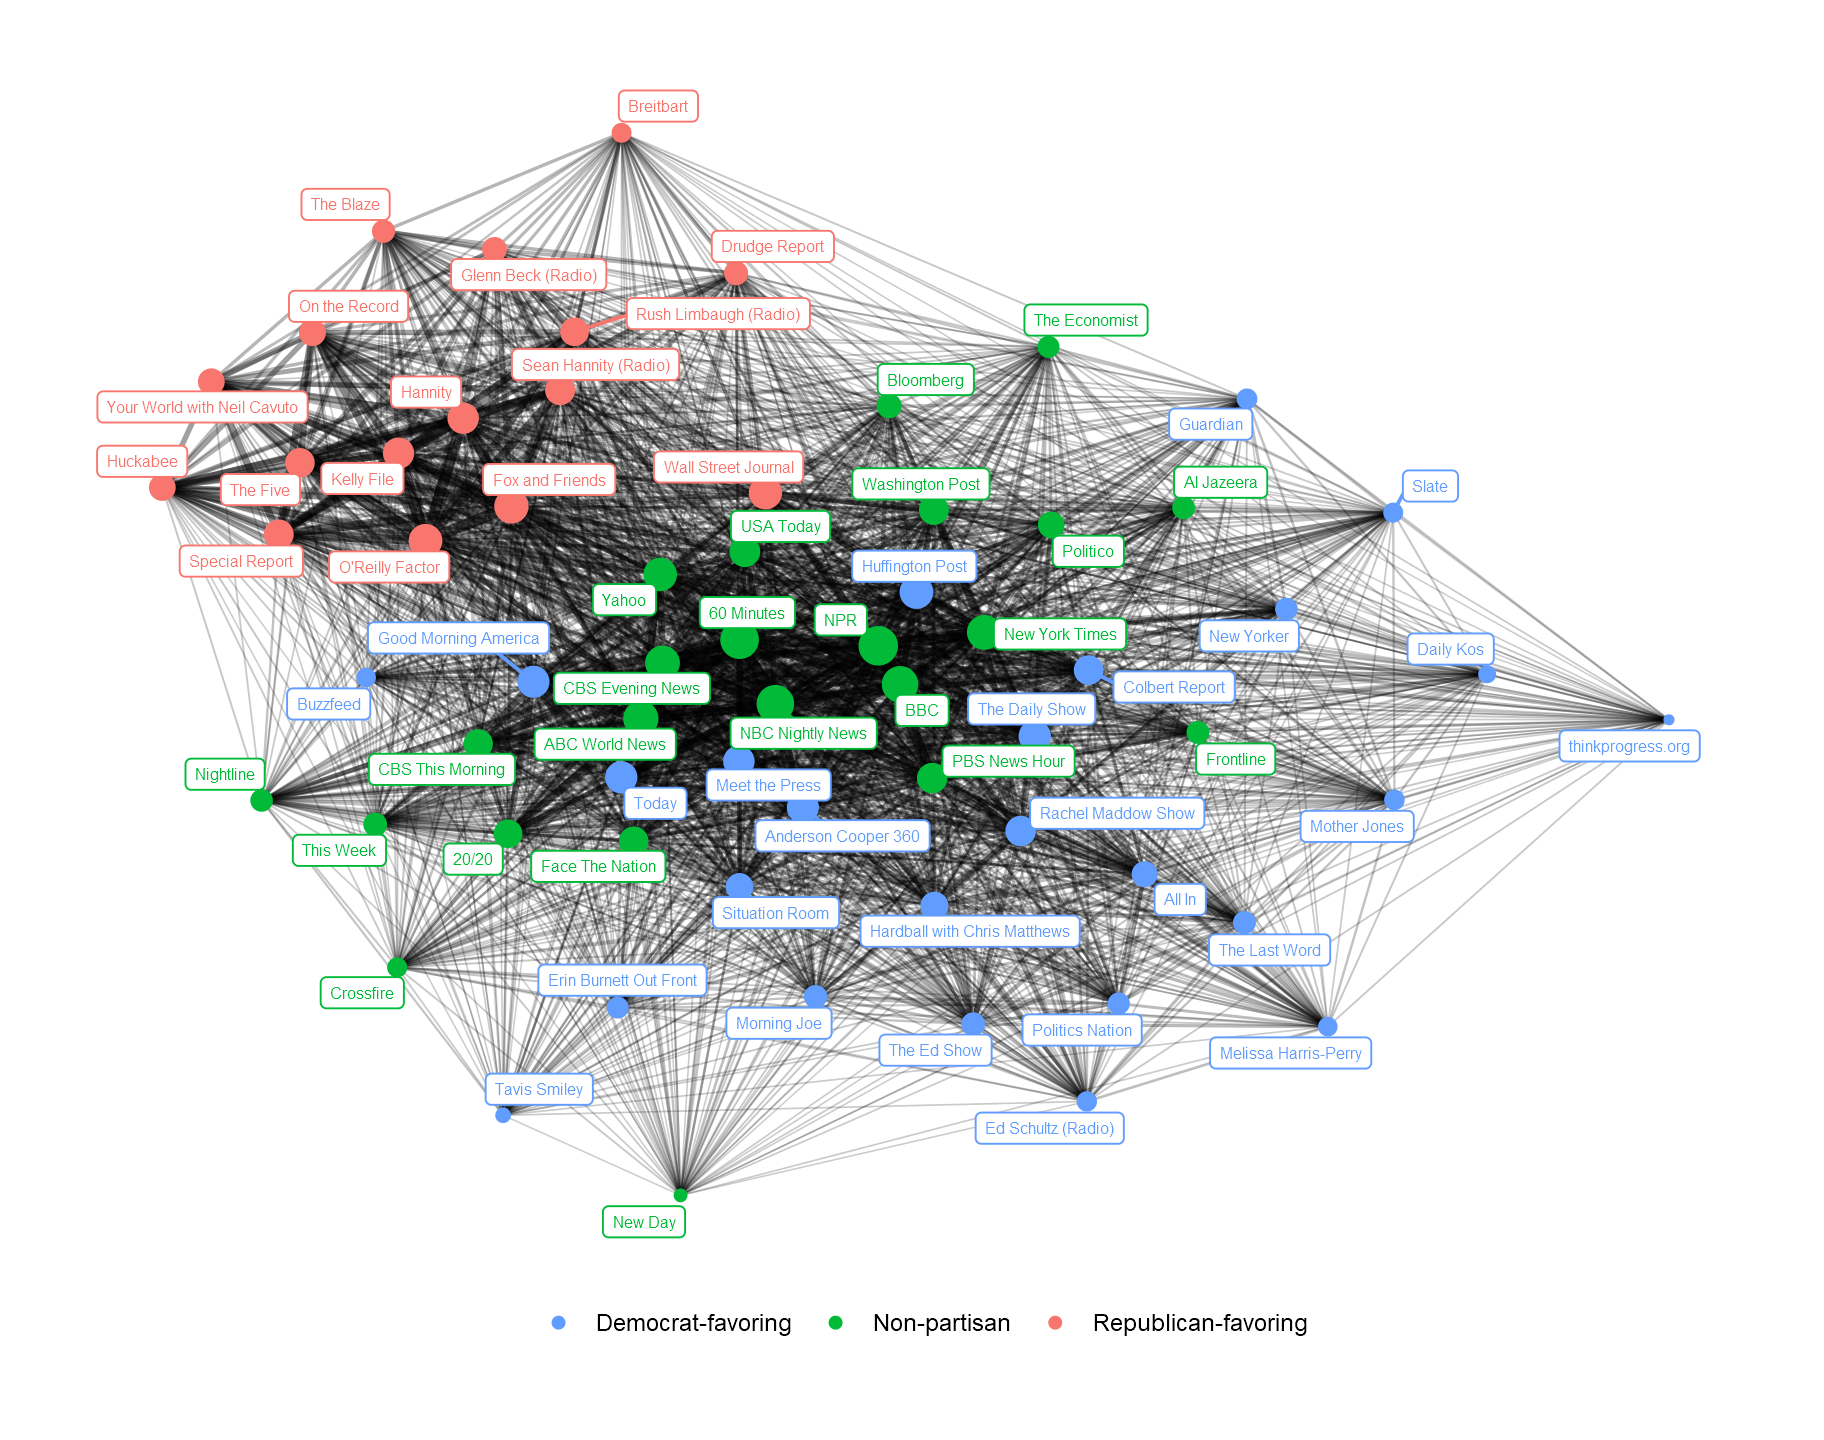 Breitbart
The Blaze
Drudge Report
Glenn Beck (Radio)
On the Record
Rush Limbaugh (Radio)
The Economist
Sean Hannity (Radio)
Bloomberg
Hannity
Your World with Neil Cavuto
Guardian
Huckabee
Wall Street Journal
Kelly File
Fox and Friends
The Five
Washington Post
Al Jazeera
Slate
USA Today
Politico
Special Report
O'Reilly Factor
Huffington Post
Yahoo
60 Minutes
NPR
New York Times
New Yorker
Good Morning America
Daily Kos
CBS Evening News
Colbert Report
Buzzfeed
BBC
The Daily Show
NBC Nightly News
ABC World News
thinkprogress.org
CBS This Morning
PBS News Hour
Frontline
Nightline
Meet the Press
Today
Rachel Maddow Show
Mother Jones
Anderson Cooper 360
This Week
20/20
Face The Nation
All In
Situation Room
Hardball with Chris Matthews
The Last Word
Erin Burnett Out Front
Crossfire
Morning Joe
Politics Nation
The Ed Show
Melissa Harris-Perry
Tavis Smiley
Ed Schultz (Radio)
New Day
Democrat-favoring
Non-partisan
Republican-favoring